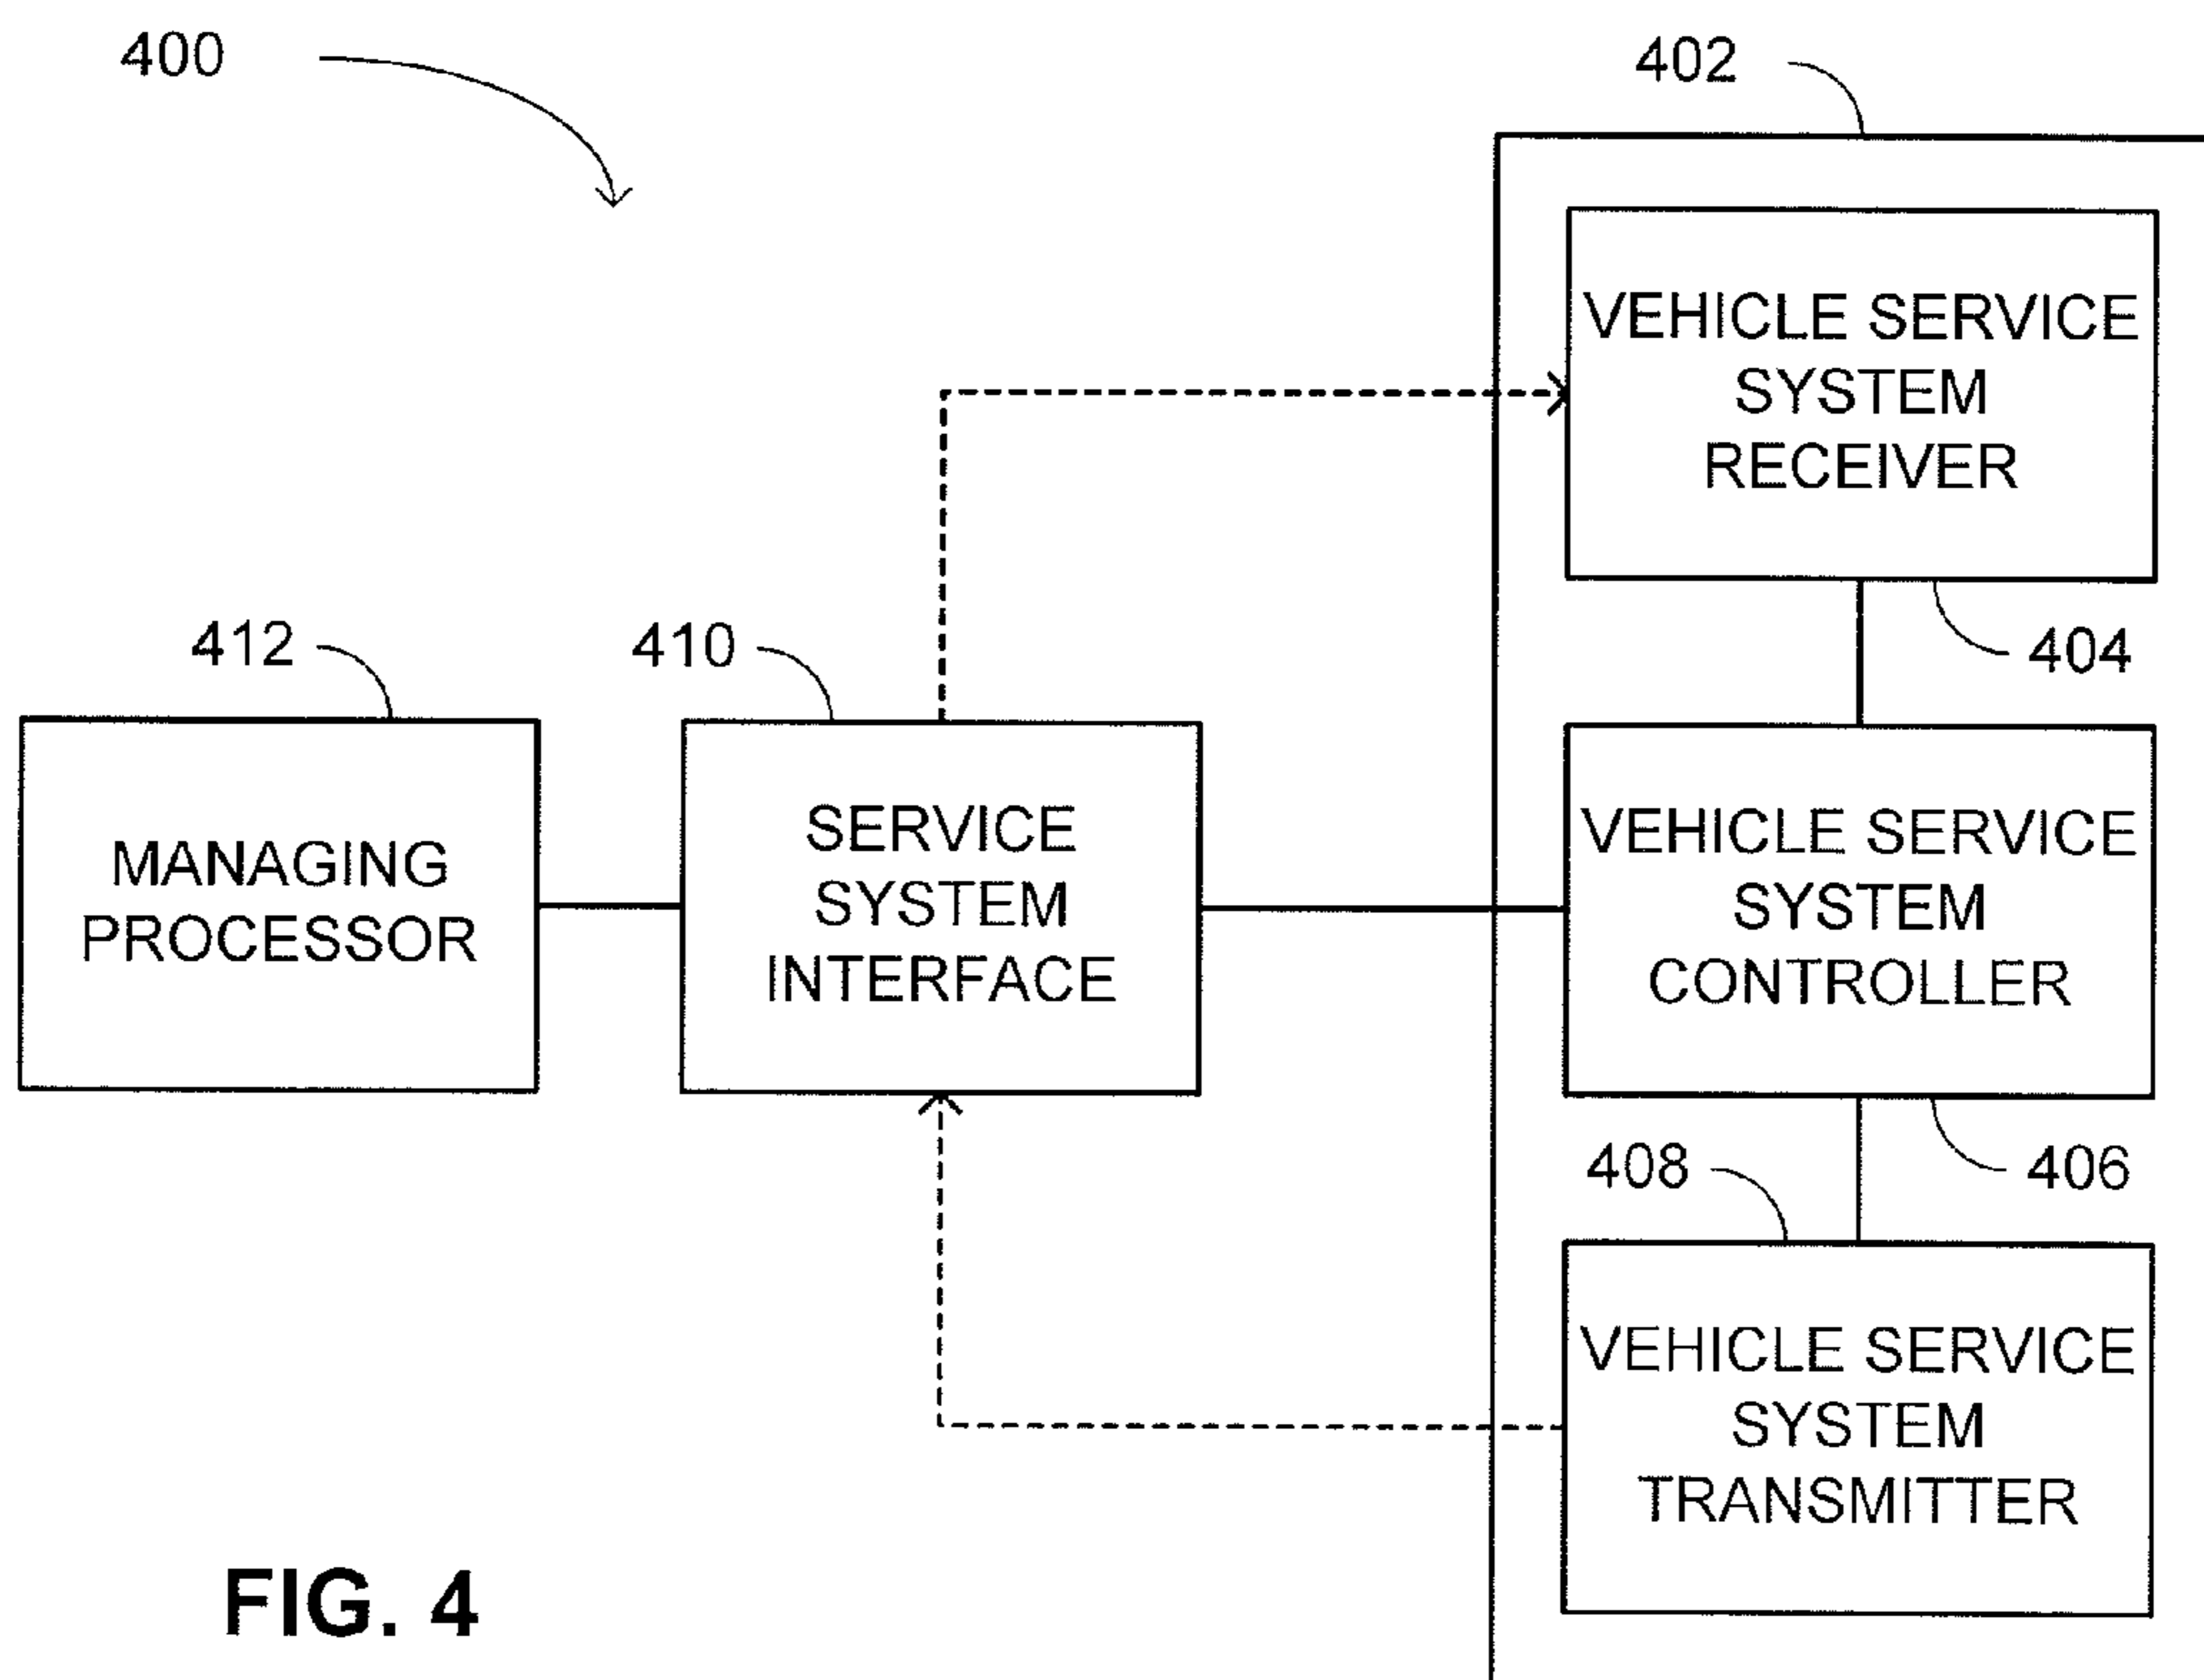 400
402
VEHICLE SERVICE
SYSTEM
RECEIVER
404
412
410
MANAGING
PROCESSOR
SERVICE
SYSTEM
INTERFACE
VEHICLE SERVICE
SYSTEM
CONTROLLER
408
406
VEHICLE SERVICE
SYSTEM
TRANSMITTER
FIG. 4